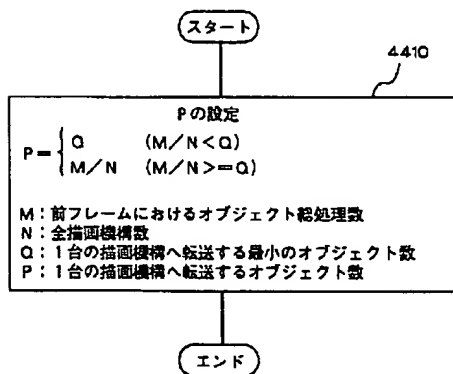 スタート
4410
Pの設定
P= Q (M/N<Q)
M/N (M/N>=Q)
M:前フレームにおけるオブジェクト総処理数
N:全描画機構数
Q:1台の描画機構へ転送する最小のオブジェクト数
P:1台の描画機構へ転送するオブジェクト数
エンド